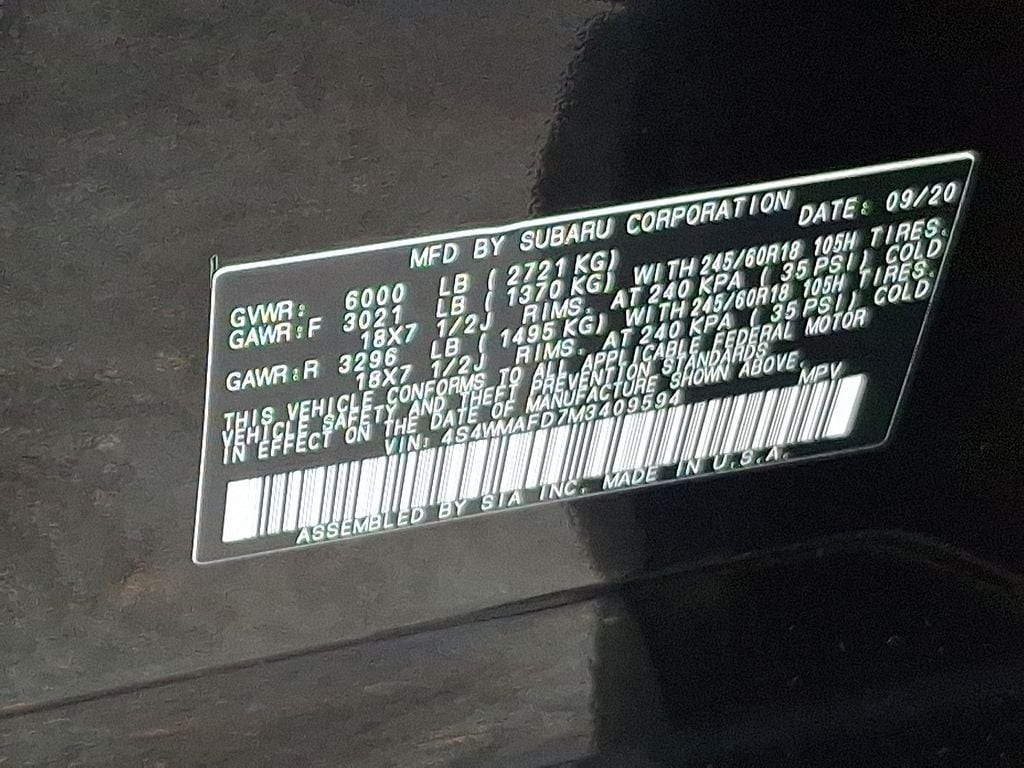 MFD BY SUBARU CORPORATION DATE: 09/20
GVWR: 6000 LB ( 2721 KG)
GAWR:F 3021 LB ( 1370 KG) WITH 245/60R18 105H TIRES.
18X7 1/2J RIMS. AT 240 KPA ( 35 PSI) COLD
GAWR:R 3296 LB ( 1495 KG) WITH 245/60R18 105H TIRES.
18X7 1/2J RIMS. AT 240 KPA ( 35 PSI) COLD
THIS VEHICLE CONFORMS TO ALL APPLICABLE FEDERAL MOTOR
VEHICLE SAFETY AND THEFT PREVENTION STANDARDS
IN EFFECT ON THE DATE OF MANUFACTURE SHOWN ABOVE.
VIN: 4S4WMAFD7M3409594 MPV
ASSEMBLED BY SIA INC. MADE IN U.S.A.